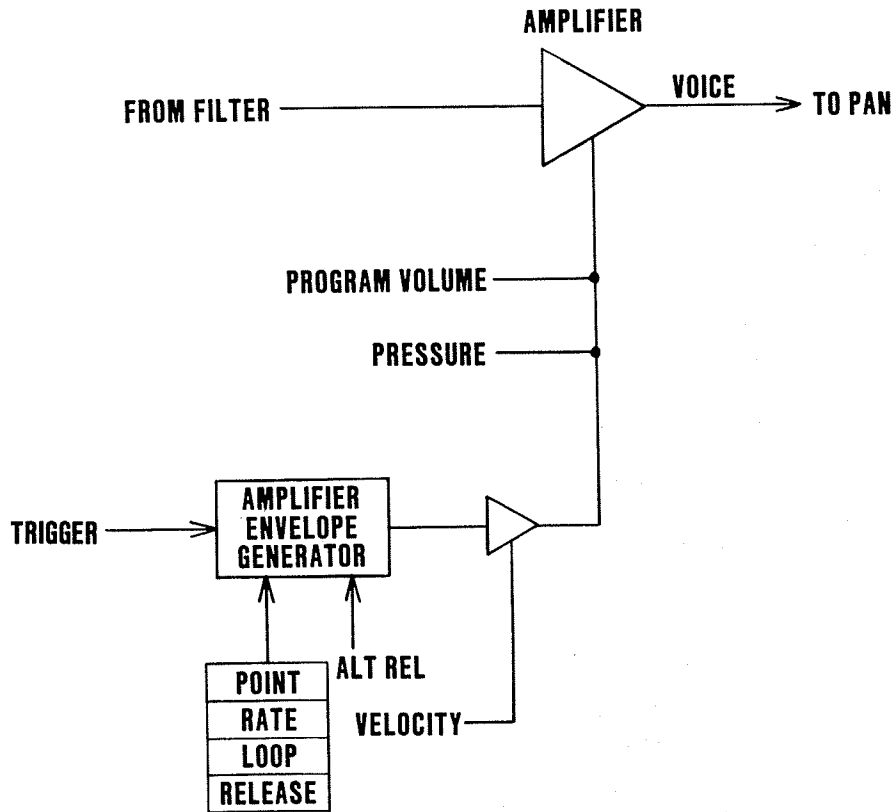 AMPLIFIER
FROM FILTER
VOICE
TO PAN
PROGRAM VOLUME
PRESSURE
TRIGGER
AMPLIFIER
ENVELOPE
GENERATOR
ALT REL
POINT
RATE
LOOP
RELEASE
VELOCITY